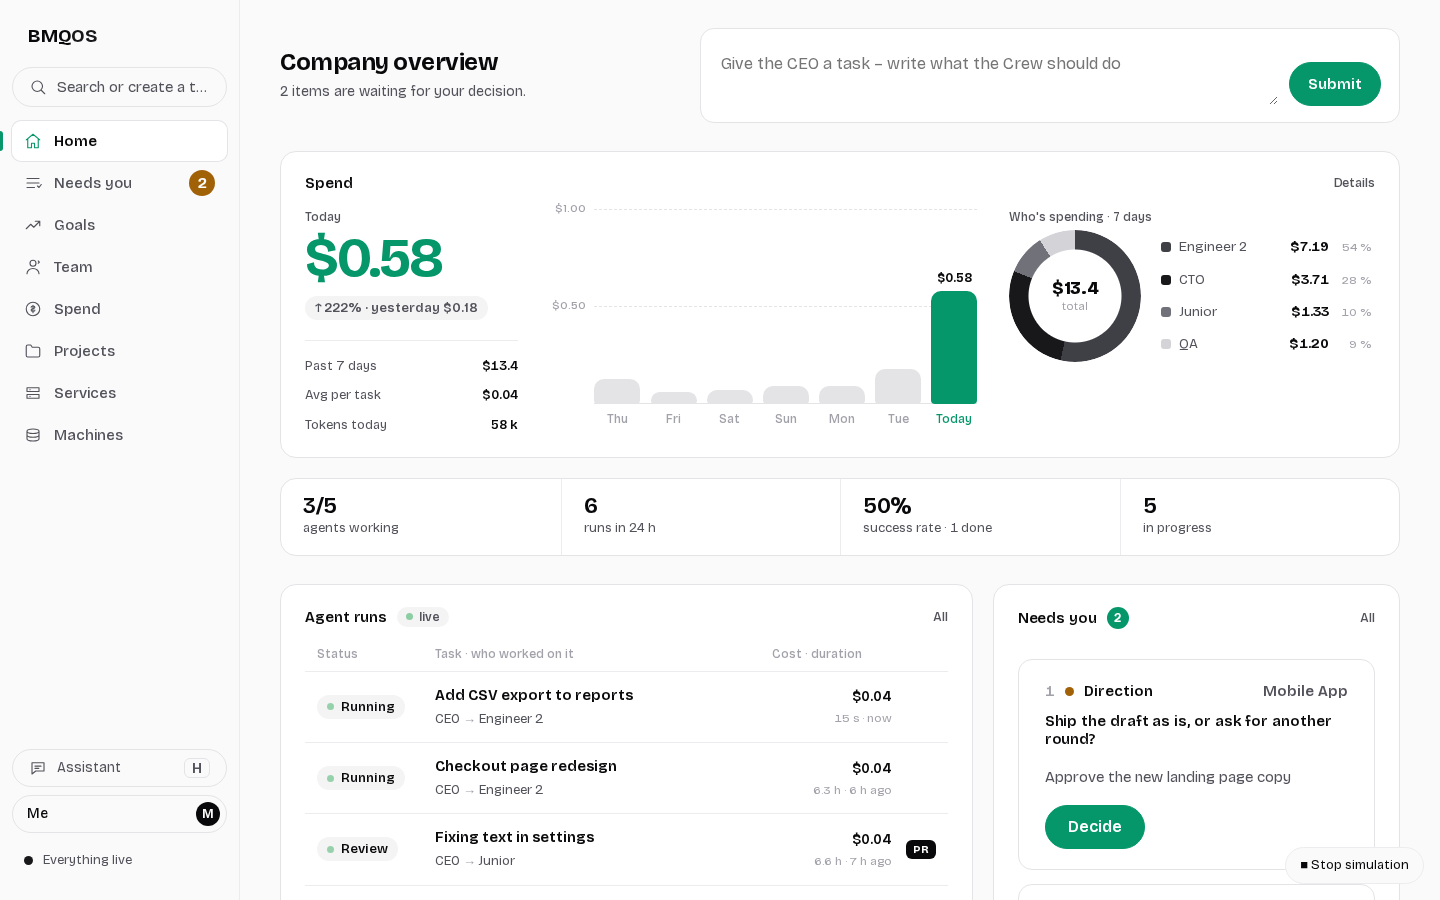 BMQOS
Search or create a t...
Home
Needs you 2
Goals
Team
Spend
Projects
Services
Machines
Assistant H
Me M
Everything live
Company overview
2 items are waiting for your decision.
Give the CEO a task – write what the Crew should do
Submit
Spend
Details
Today
$0.58
↑222% · yesterday $0.18
Past 7 days $13.4
Avg per task $0.04
Tokens today 58 k
$1.00
$0.50
$0.58
Thu Fri Sat Sun Mon Tue Today
Who's spending · 7 days
$13.4
total
Engineer 2 $7.19 54 %
CTO $3.71 28 %
Junior $1.33 10 %
QA $1.20 9 %
3/5
agents working
6
runs in 24 h
50%
success rate · 1 done
5
in progress
Agent runs live All
Status Task · who worked on it Cost · duration
Running Add CSV export to reports $0.04
CEO → Engineer 2 15 s · now
Running Checkout page redesign $0.04
CEO → Engineer 2 6.3 h · 6 h ago
Review Fixing text in settings $0.04 PR
CEO → Junior 6.6 h · 7 h ago
Needs you 2 All
1 Direction Mobile App
Ship the draft as is, or ask for another
round?
Approve the new landing page copy
Decide
■ Stop simulation